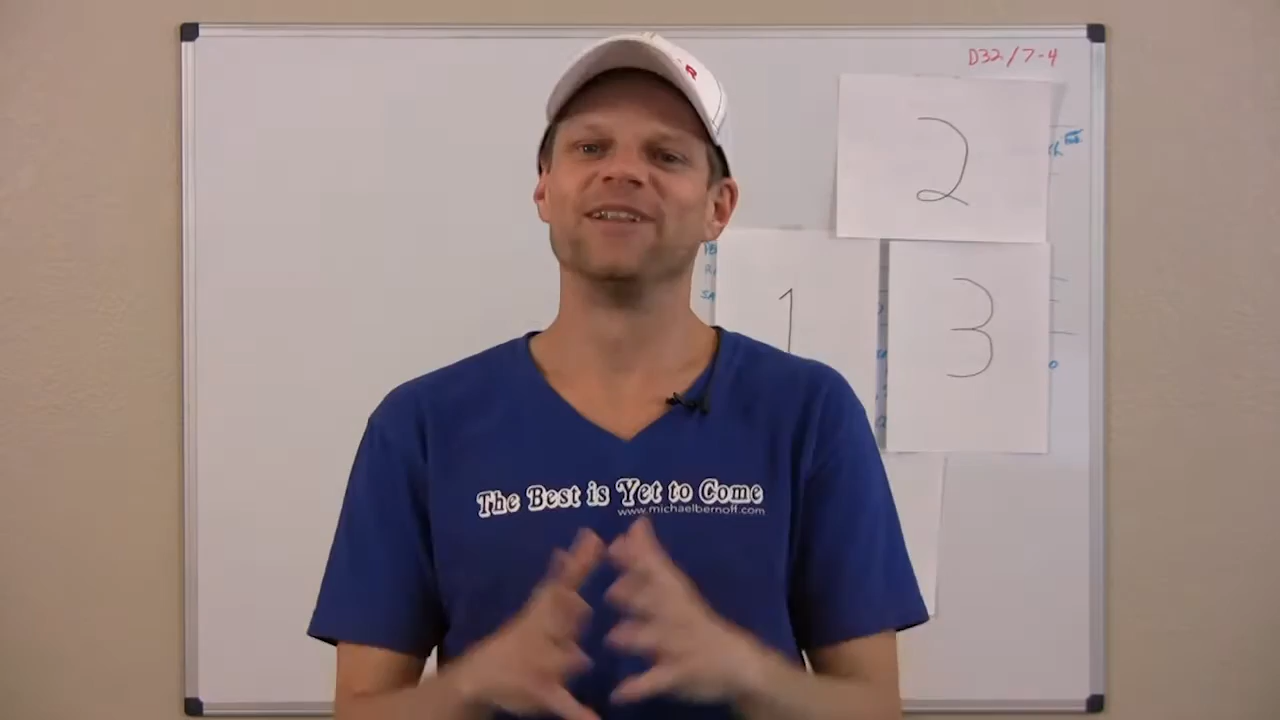 D32/7-4
2
1
3
The Best is Yet to Come
www.michaelbernoff.com